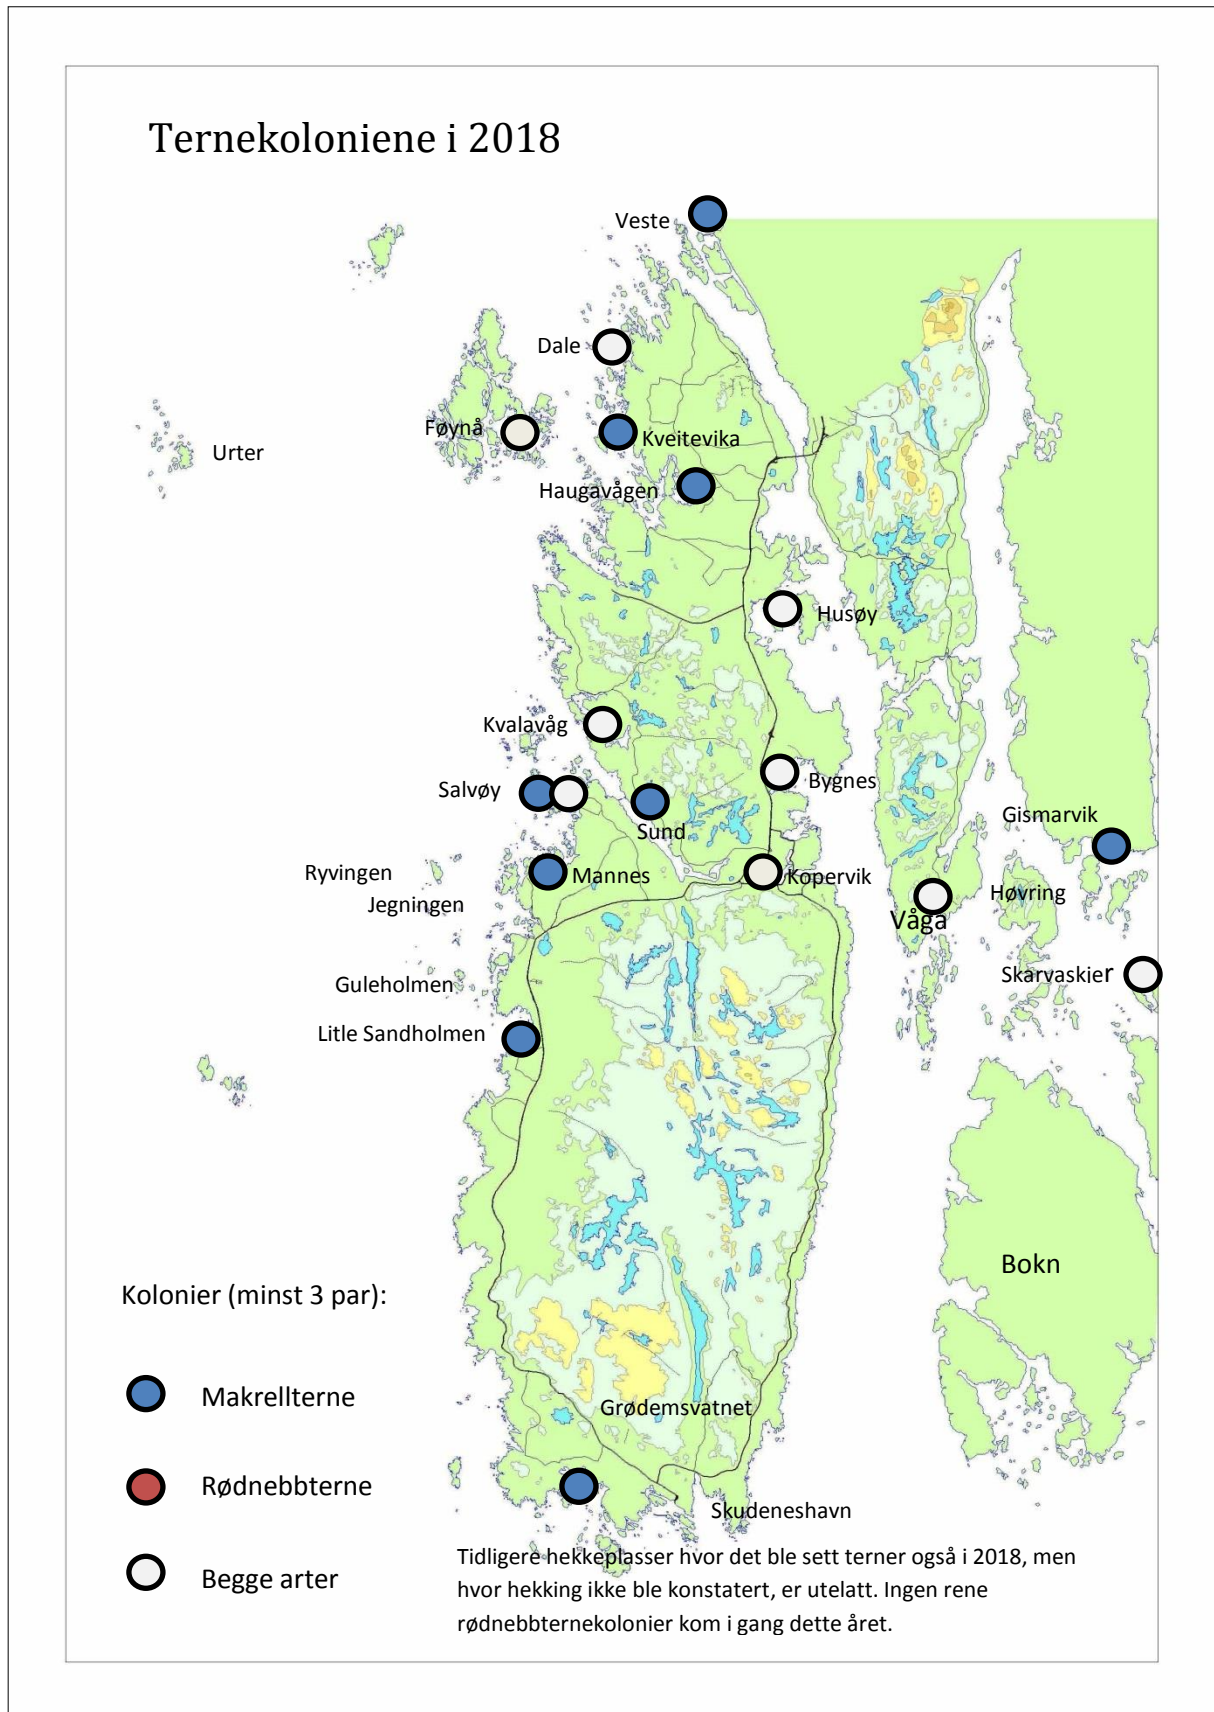 Ternekoloniene i 2018
Veste
Dale
Føynå
Kveitevika
Urter
Haugavågen
Husøy
Kvalavåg
Bygnes
Salvøy
Sund
Gismarvik
Ryvingen
Mannes
Kopervik
Høvring
Jegningen
Våga
Skarvaskjer
Guleholmen
Litle Sandholmen
Bokn
Kolonier (minst 3 par):
Makrellterne
Grødemsvatnet
Rødnebbterne
Skudeneshavn
Begge arter
Tidligere hekkeplasser hvor det ble sett terner også i 2018, men
hvor hekking ikke ble konstatert, er utelatt. Ingen rene
rødnebbternekolonier kom i gang dette året.